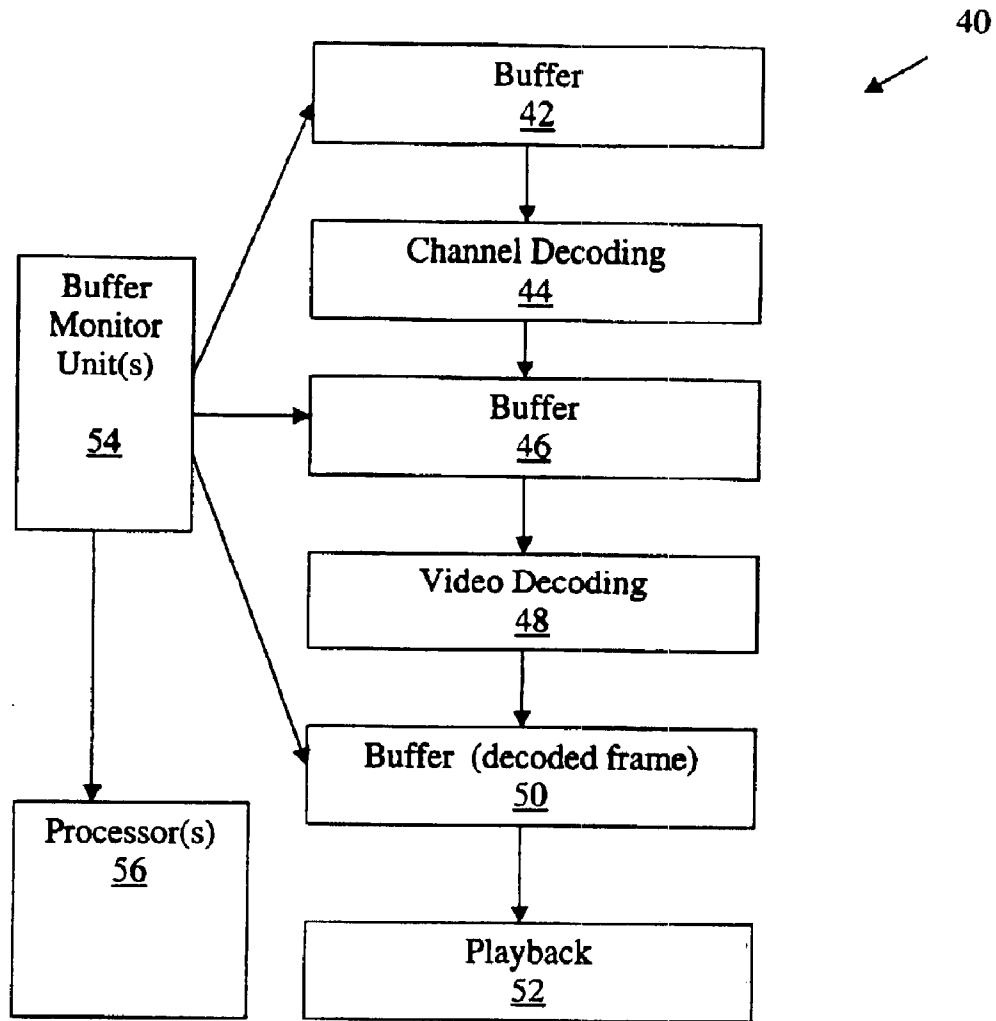 40
Buffer
42
Channel Decoding
44
Buffer
Monitor
Unit(s)
54
Buffer
46
Video Decoding
48
Buffer (decoded frame)
50
Processor(s)
56
Playback
52